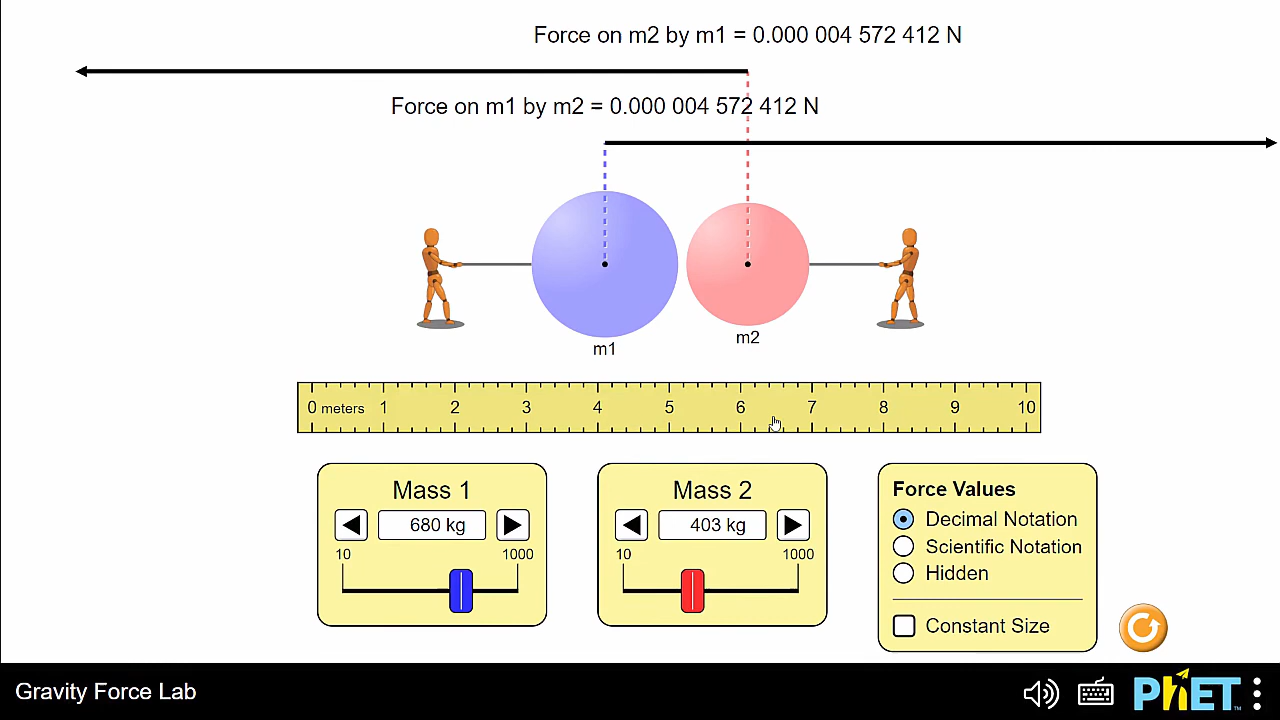 Force on m2 by m1 = 0.000 004 572 412 N
Force on m1 by m2 = 0.000 004 572 412 N
m1
m2
0 meters 1 2 3 4 5 6 7 8 9 10
Mass 1
680 kg
10 1000
Mass 2
403 kg
10 1000
Force Values
Decimal Notation
Scientific Notation
Hidden
Constant Size
Gravity Force Lab
PhET™